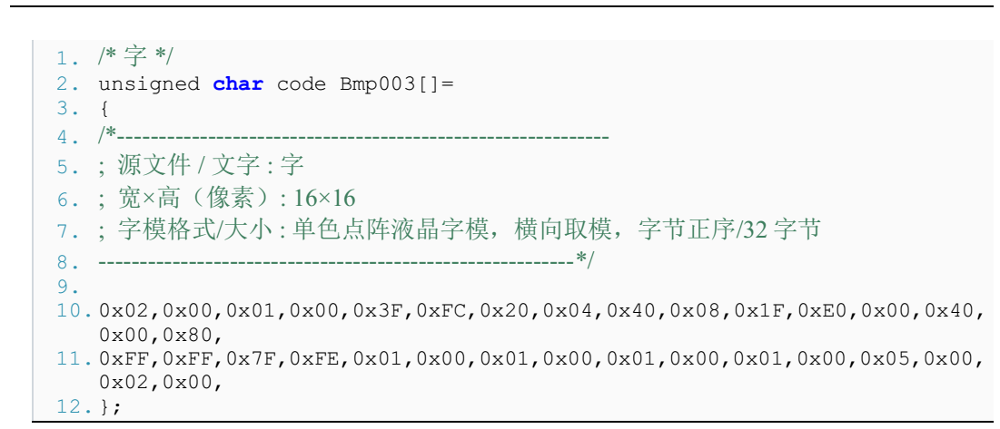 1. /* 字 */
2. unsigned char code Bmp003[]=
3. {
4. /*------------------------------------------------------------
5. ; 源文件 / 文字 : 字
6. ; 宽×高（像素）: 16×16
7. ; 字模格式/大小 : 单色点阵液晶字模，横向取模，字节正序/32 字节
8. ----------------------------------------------------------*/
9.
10. 0x02,0x00,0x01,0x00,0x3F,0xFC,0x20,0x04,0x40,0x08,0x1F,0xE0,0x00,0x40,
0x00,0x80,
11. 0xFF,0xFF,0x7F,0xFE,0x01,0x00,0x01,0x00,0x01,0x00,0x01,0x00,0x05,0x00,
0x02,0x00,
12. };